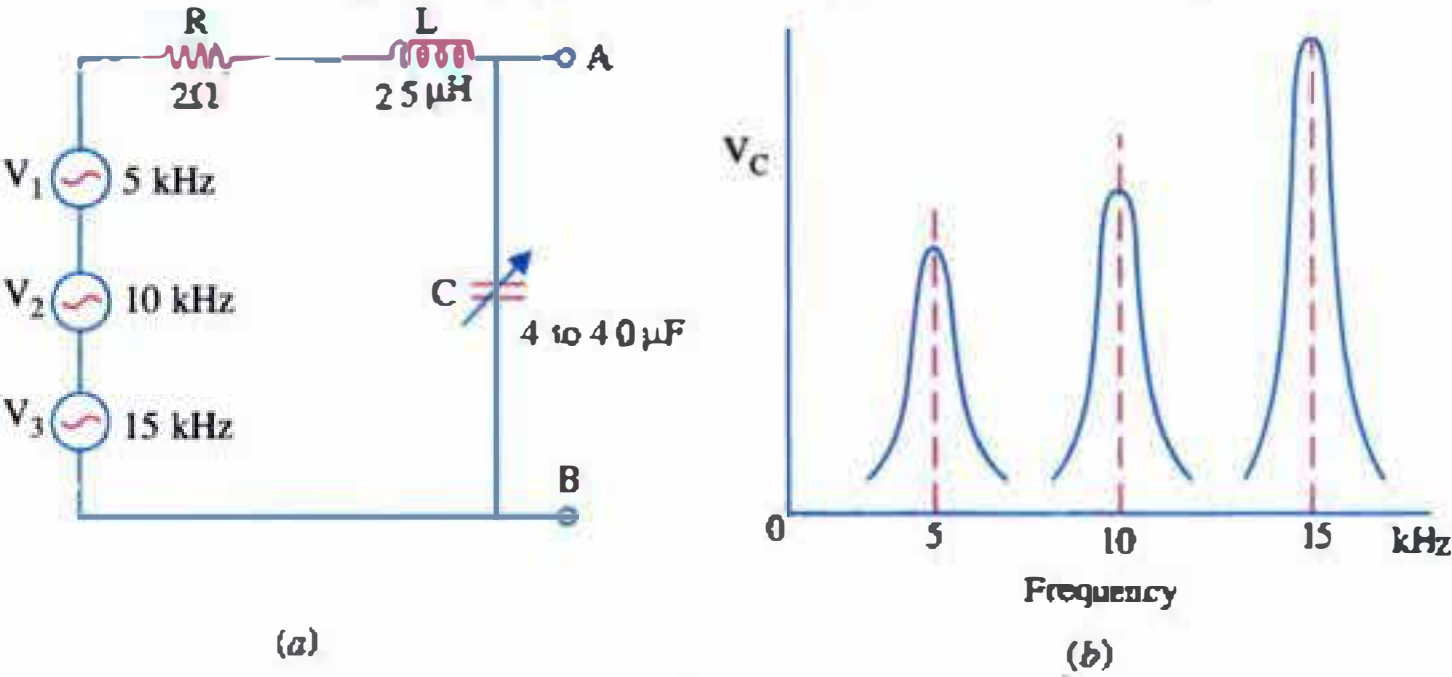 R
L
A
2Ω
25 μH
V1
5 kHz
V2
10 kHz
C
4 to 40 μF
V3
15 kHz
B
(a)
VC
0
5
10
15
kHz
Frequency
(b)